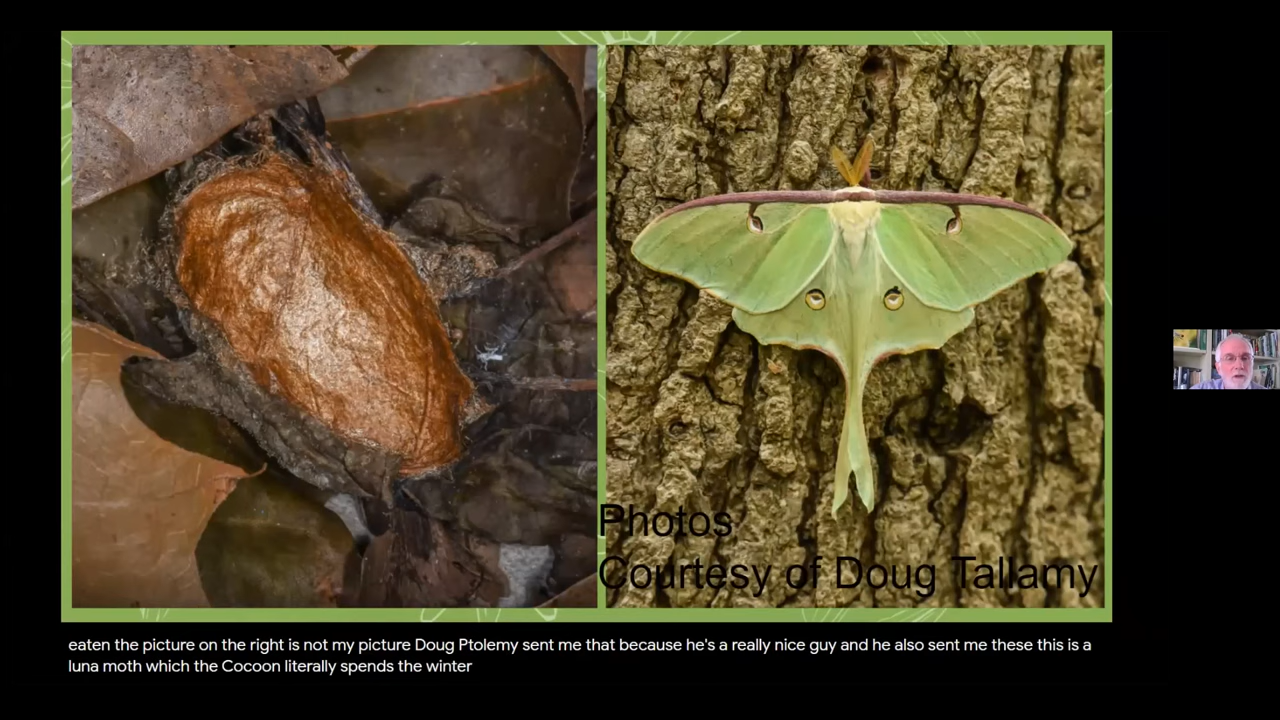 Photos
Courtesy of Doug Tallamy
eaten the picture on the right is not my picture Doug Ptolemy sent me that because he's a really nice guy and he also sent me these this is a
luna moth which the Cocoon literally spends the winter